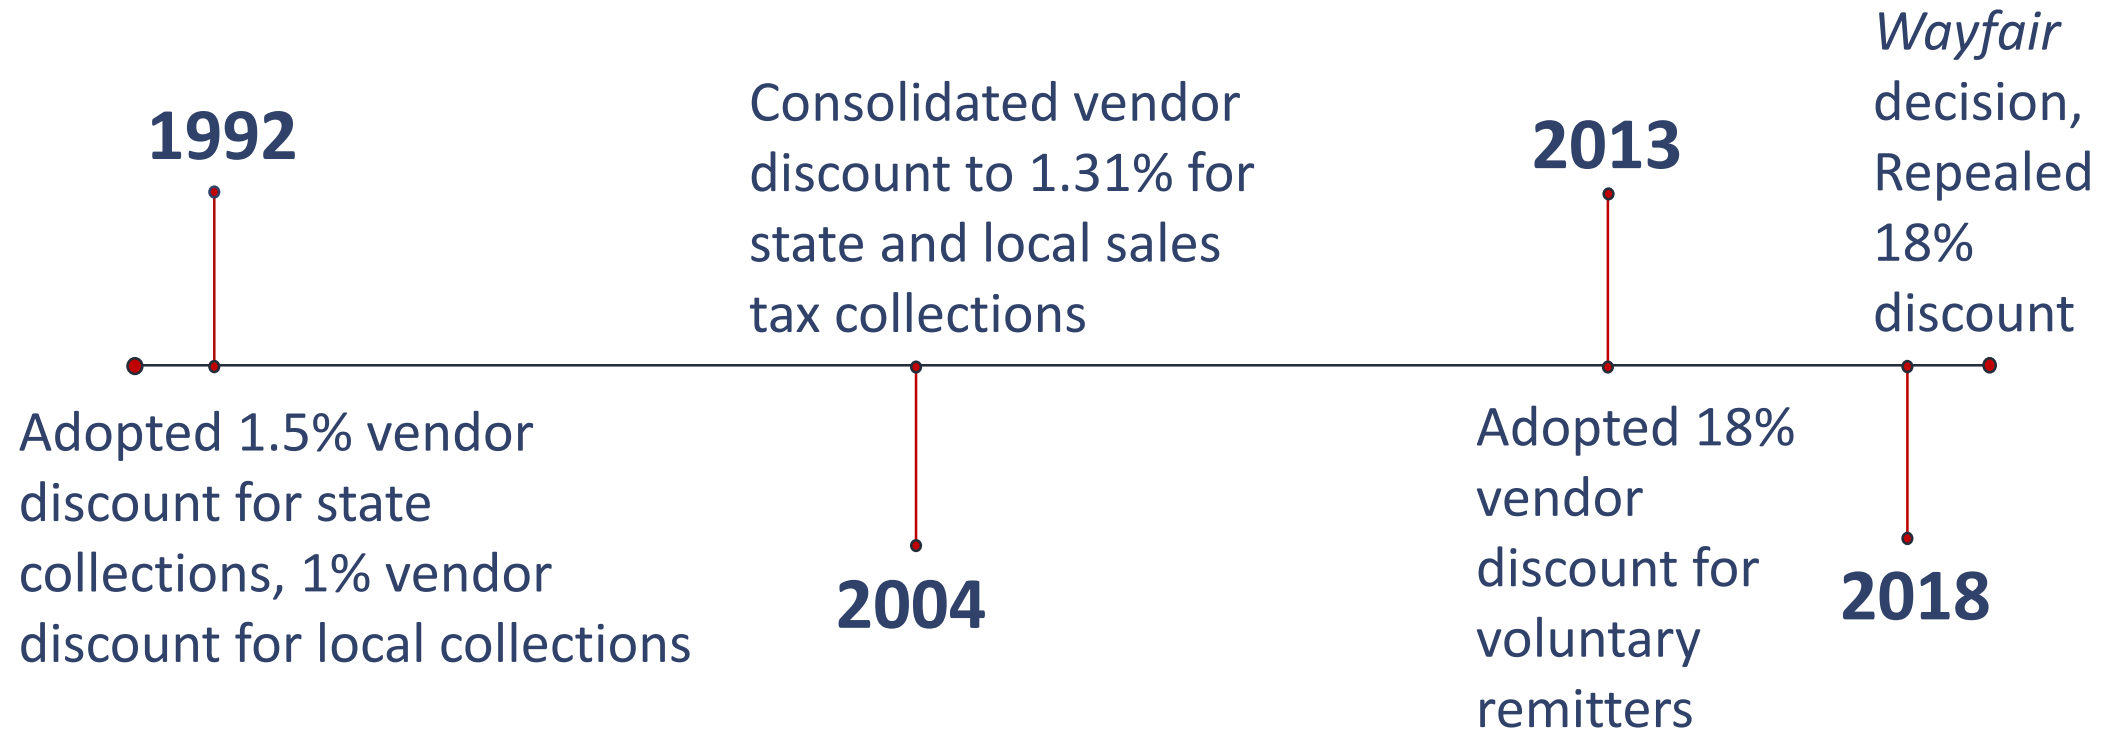 1992
Adopted 1.5% vendor
discount for state
collections, 1% vendor
discount for local collections
Consolidated vendor
discount to 1.31% for
state and local sales
tax collections
2004
2013
Adopted 18%
vendor
discount for
voluntary
remitters
Wayfair
decision,
Repealed
18%
discount
2018